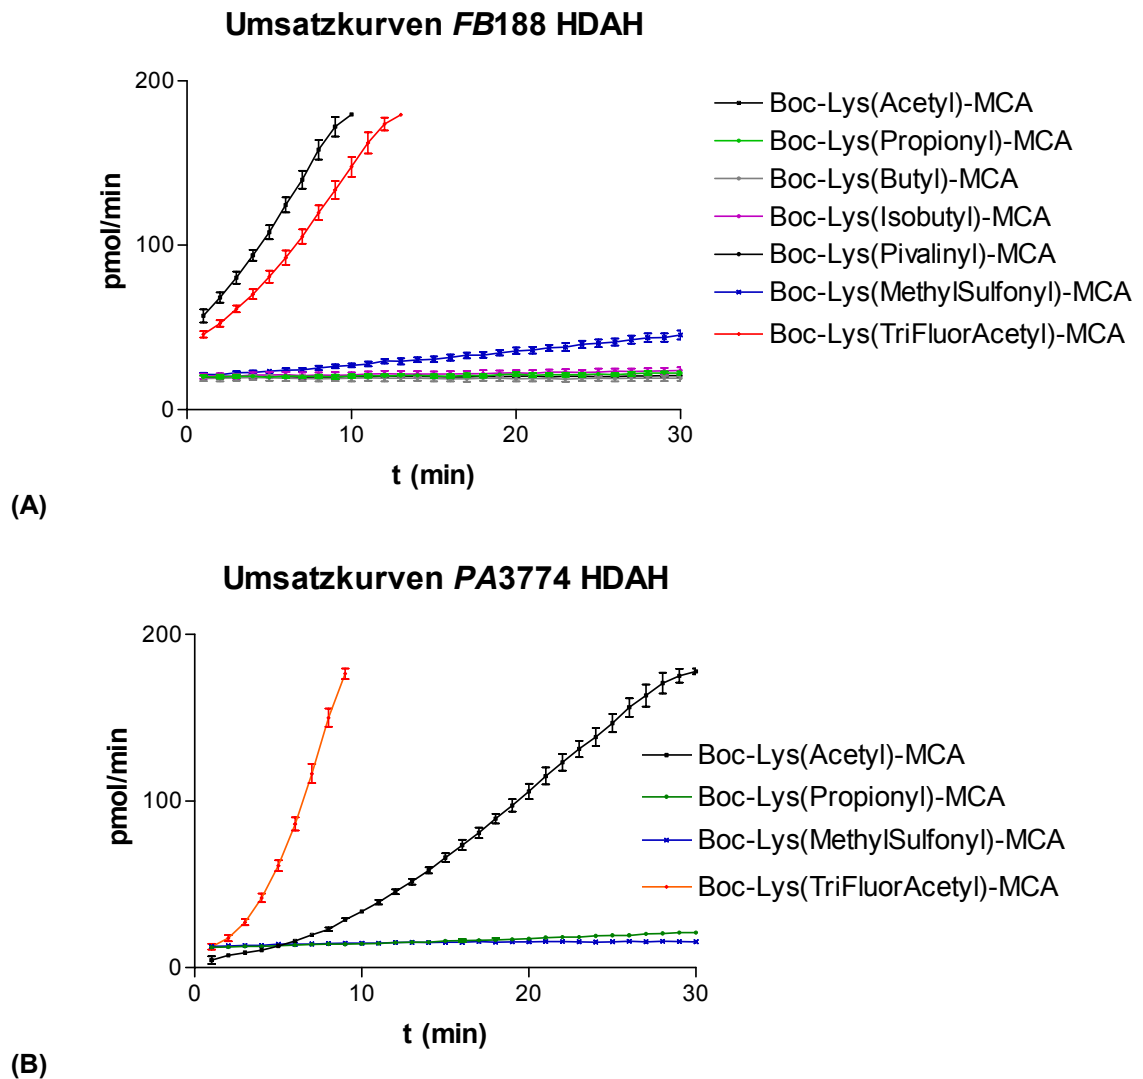 Umsatzkurven FB188 HDAH
200
100
0
pmol/min
0
10
20
30
t (min)
Boc-Lys(Acetyl)-MCA
Boc-Lys(Propionyl)-MCA
Boc-Lys(Butyl)-MCA
Boc-Lys(Isobutyl)-MCA
Boc-Lys(Pivalinyl)-MCA
Boc-Lys(MethylSulfonyl)-MCA
Boc-Lys(TriFluorAcetyl)-MCA
(A)
Umsatzkurven PA3774 HDAH
200
100
0
pmol/min
0
10
20
30
t (min)
Boc-Lys(Acetyl)-MCA
Boc-Lys(Propionyl)-MCA
Boc-Lys(MethylSulfonyl)-MCA
Boc-Lys(TriFluorAcetyl)-MCA
(B)